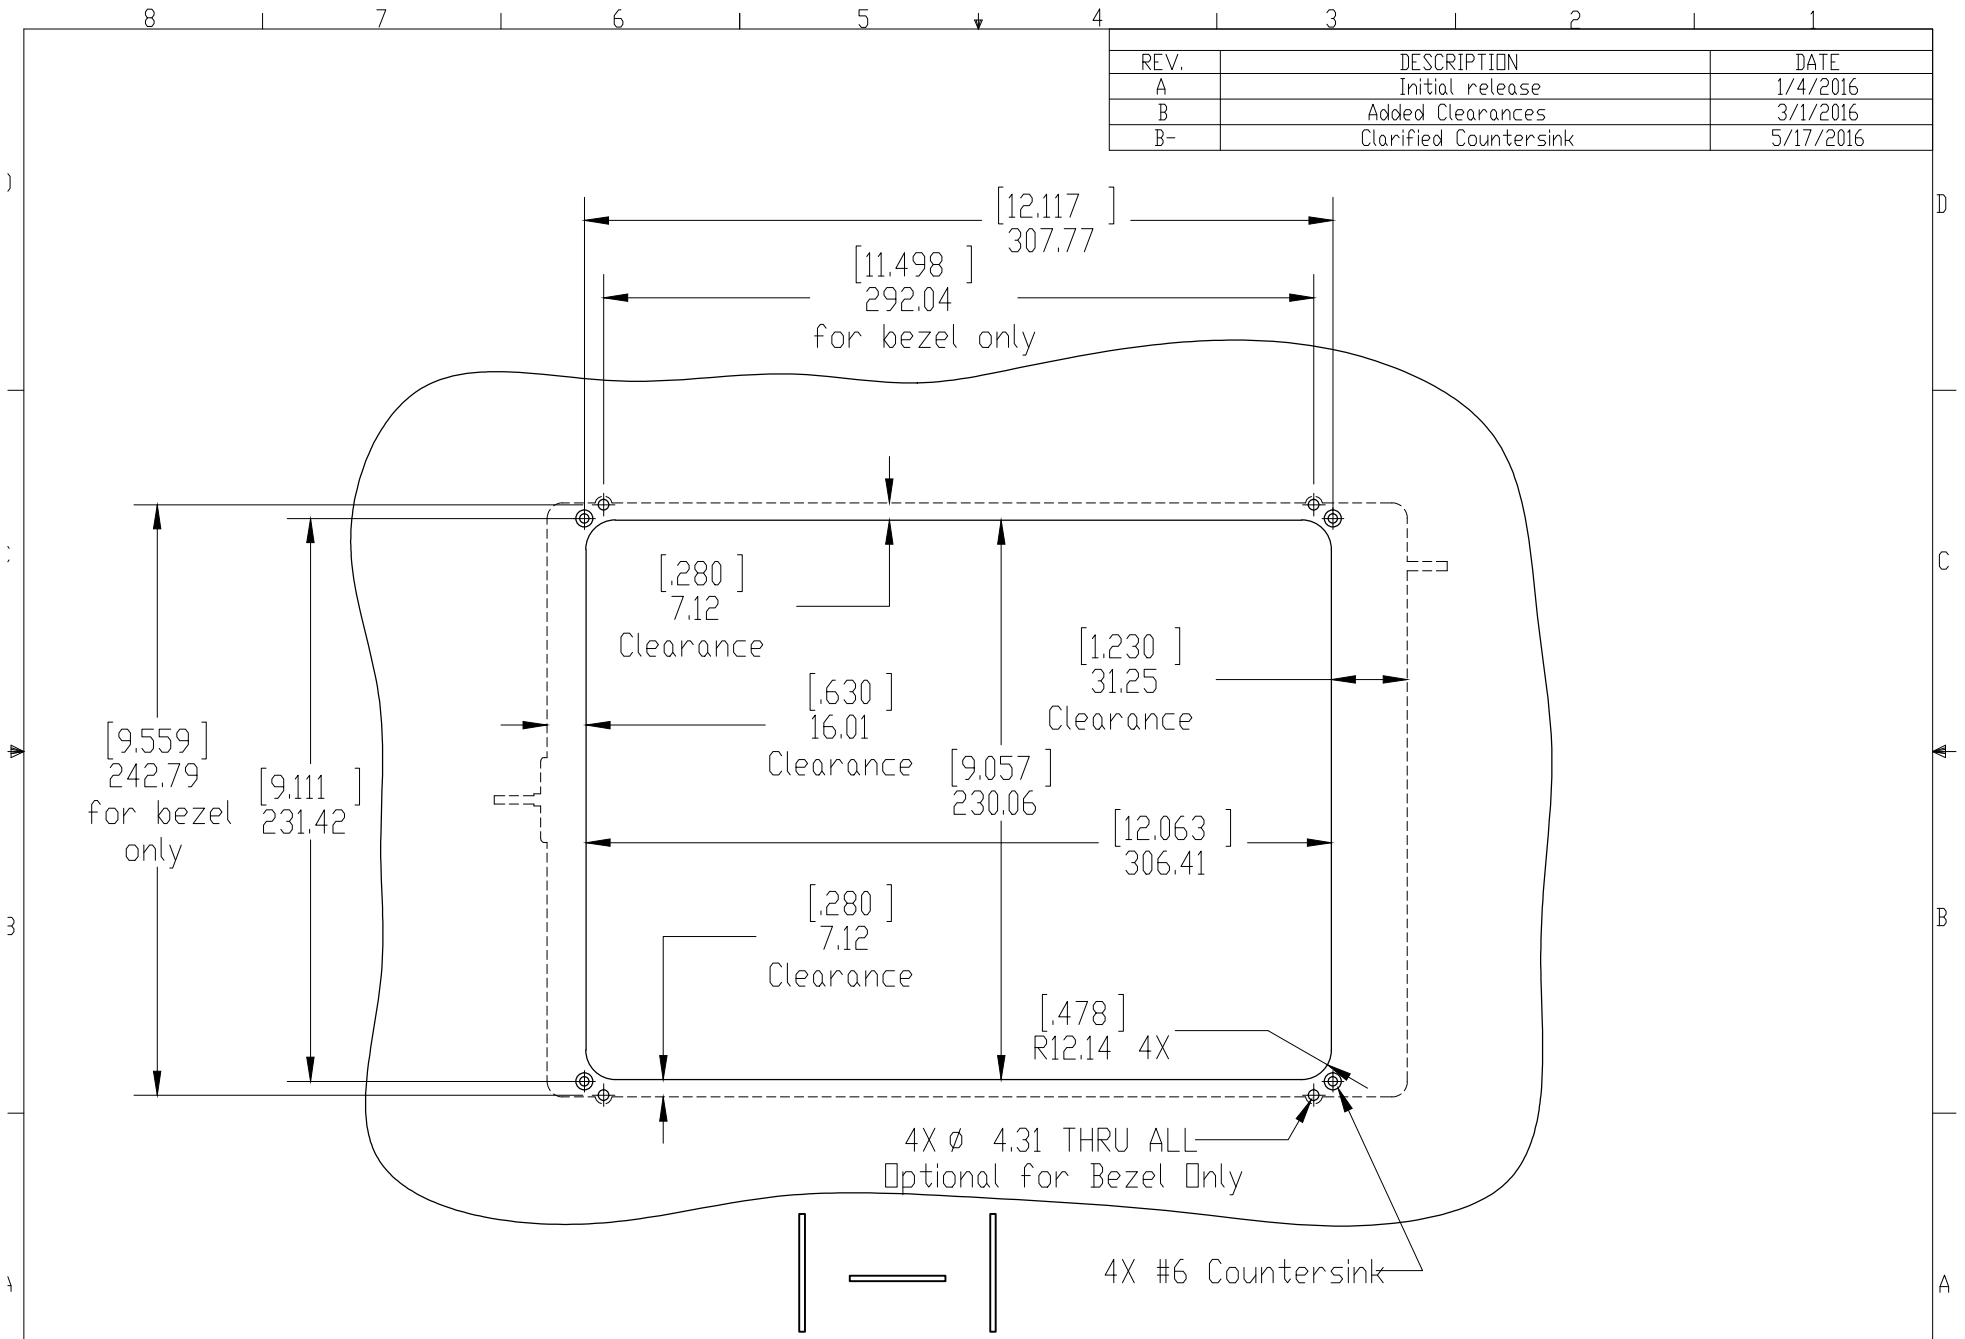 8 7 6 5 4 3 2 1
REV. DESCRIPTION DATE
A Initial release 1/4/2016
B Added Clearances 3/1/2016
B- Clarified Countersink 5/17/2016
D
[12.117 ]
307.77
[11.498 ]
292.04
for bezel only
C
[.280 ]
7.12
Clearance
[1.230 ]
31.25
Clearance
[.630 ]
16.01
Clearance
[9.559 ]
242.79
for bezel
only
[9.111 ]
231.42
[9.057 ]
230.06
[12.063 ]
306.41
[.280 ]
7.12
Clearance
B
[.478 ]
R12.14 4X
4X ⌀ 4.31 THRU ALL
Optional for Bezel Only
4X #6 Countersink
A